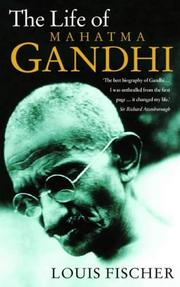 The Life of
MAHATMA
GANDHI
'The best biography of Gandhi ...
I was enthralled from the first
page ... it changed my life.'
Sir Richard Attenborough
LOUIS FISCHER